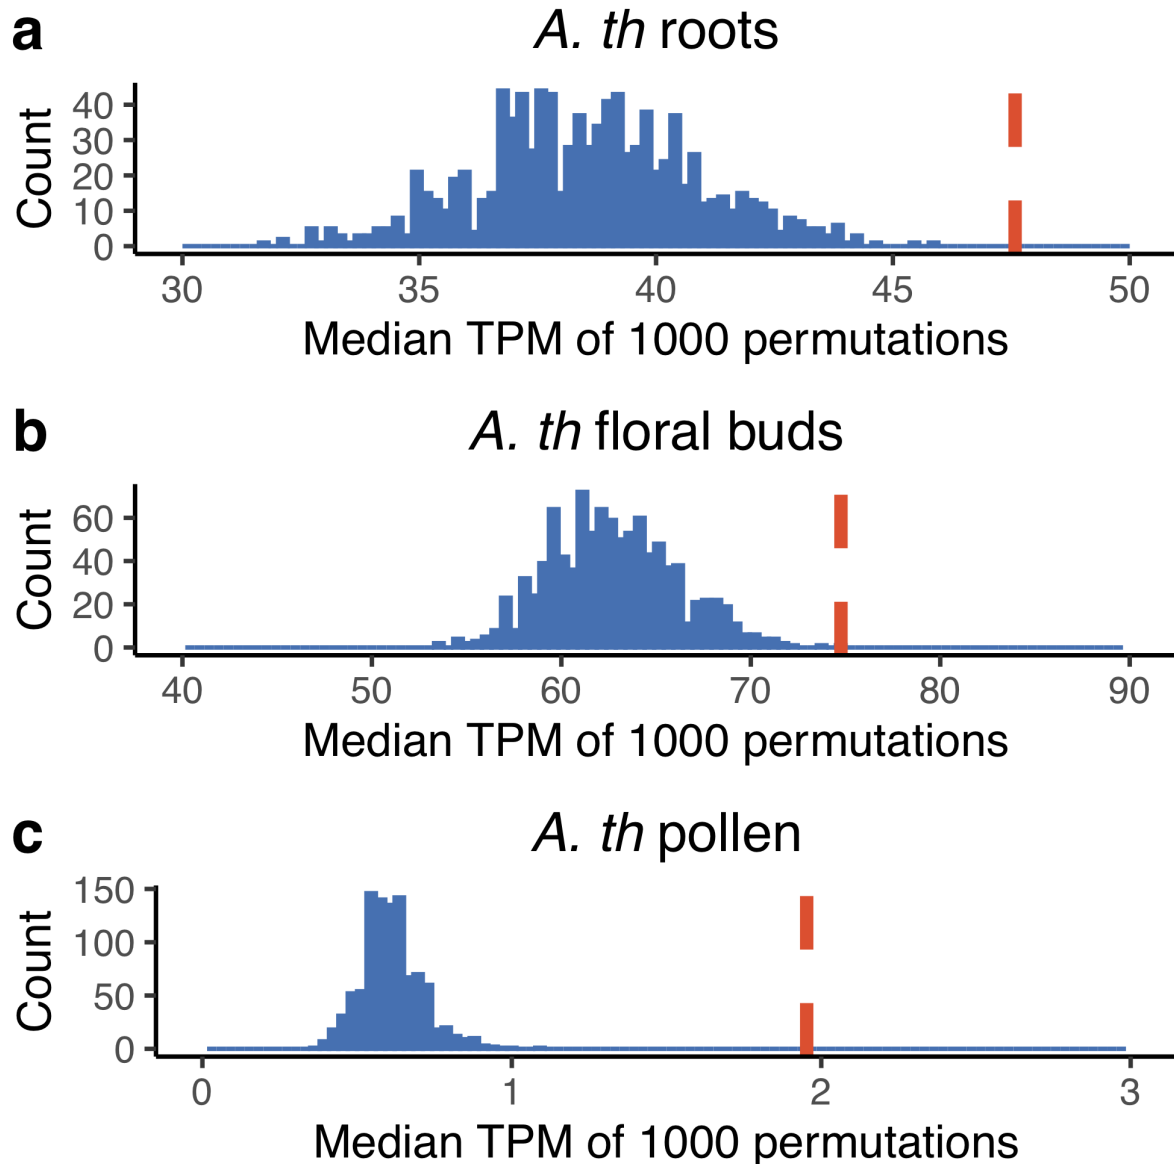 a
A. th roots
Count
40
30
20
10
0
30 35 40 45 50
Median TPM of 1000 permutations
b
A. th floral buds
Count
60
40
20
0
40 50 60 70 80 90
Median TPM of 1000 permutations
c
A. th pollen
Count
150
100
50
0
0 1 2 3
Median TPM of 1000 permutations